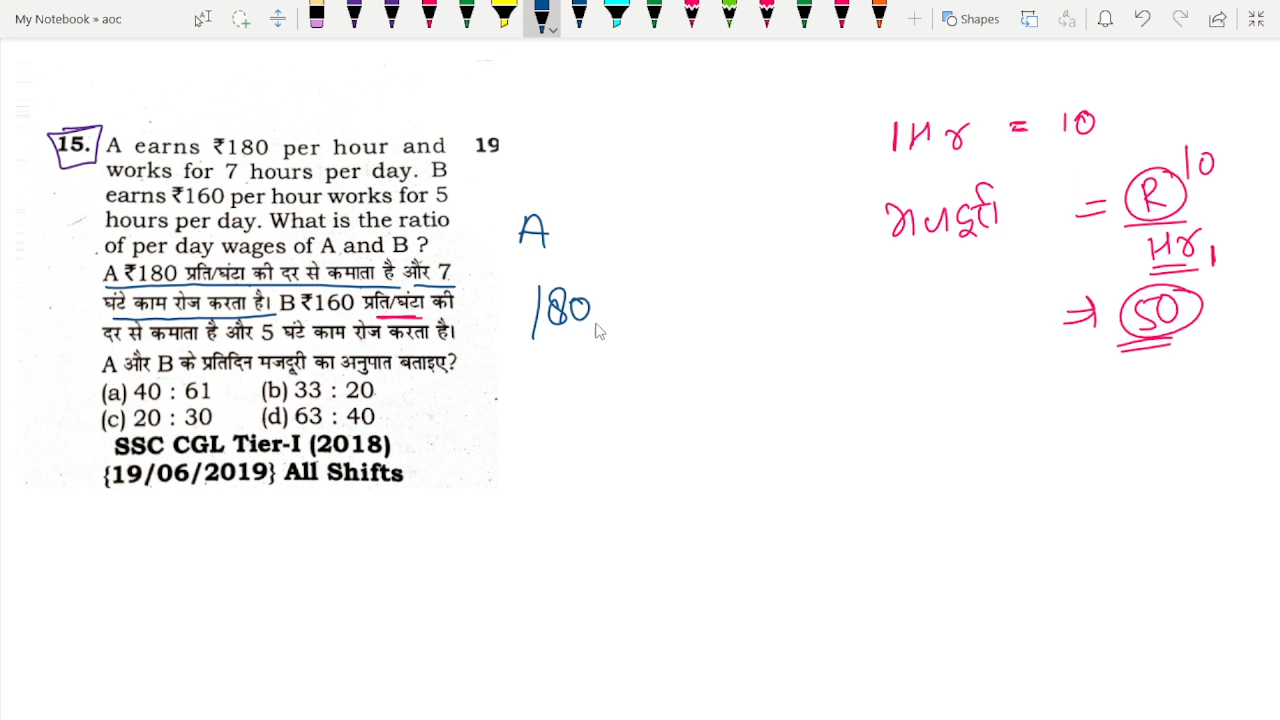 My Notebook » aoc
Shapes
15. A earns ₹180 per hour and
works for 7 hours per day. B
earns ₹160 per hour works for 5
hours per day. What is the ratio
of per day wages of A and B ?
A ₹180 प्रति/घंटा की दर से कमाता है और 7
घंटे काम रोज करता है। B ₹160 प्रति/घंटा की
दर से कमाता है और 5 घंटे काम रोज करता है।
A और B के प्रतिदिन मजदूरी का अनुपात बताइए?
(a) 40 : 61 (b) 33 : 20
(c) 20 : 30 (d) 63 : 40
SSC CGL Tier-I (2018)
{19/06/2019} All Shifts
19
A
180
1Hr = 10
= R 10
Hr 1
⇒ 50